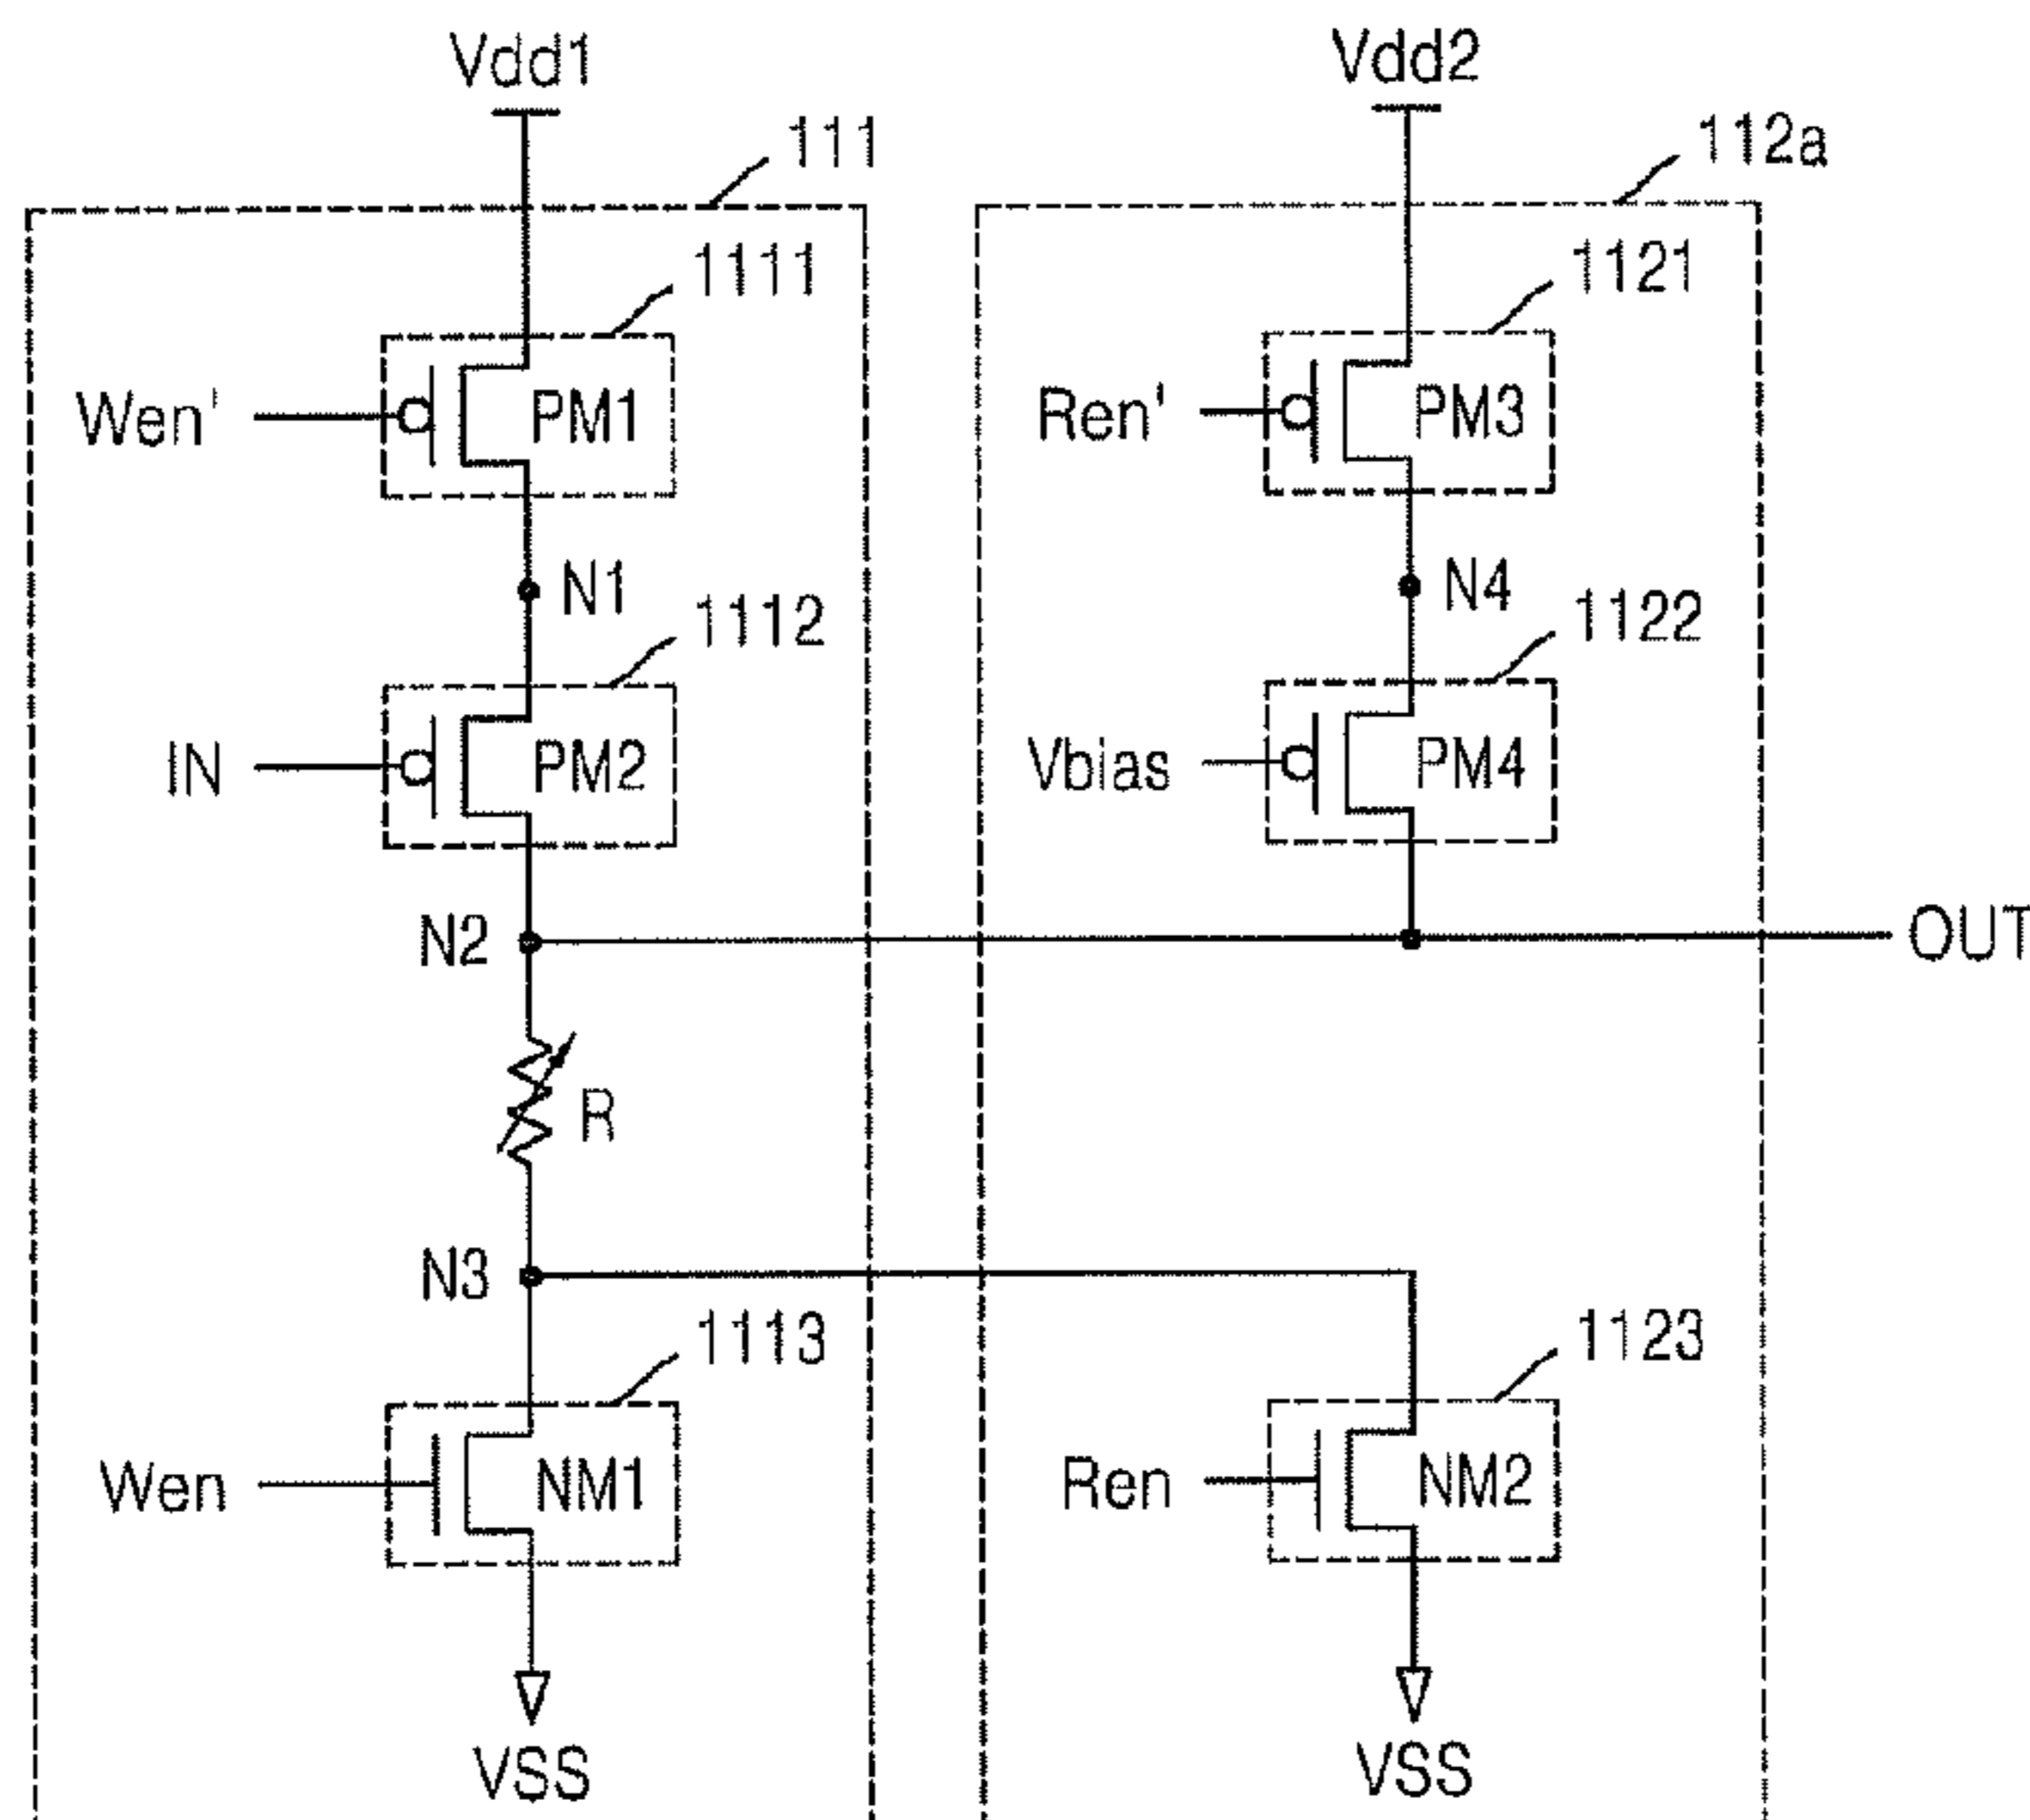 Vdd1
Vdd2
111
112a
1111
1121
Wen'
PM1
Ren'
PM3
N1
N4
1112
1122
IN
PM2
Vbias
PM4
N2
OUT
R
N3
1113
1123
Wen
NM1
Ren
NM2
VSS
VSS